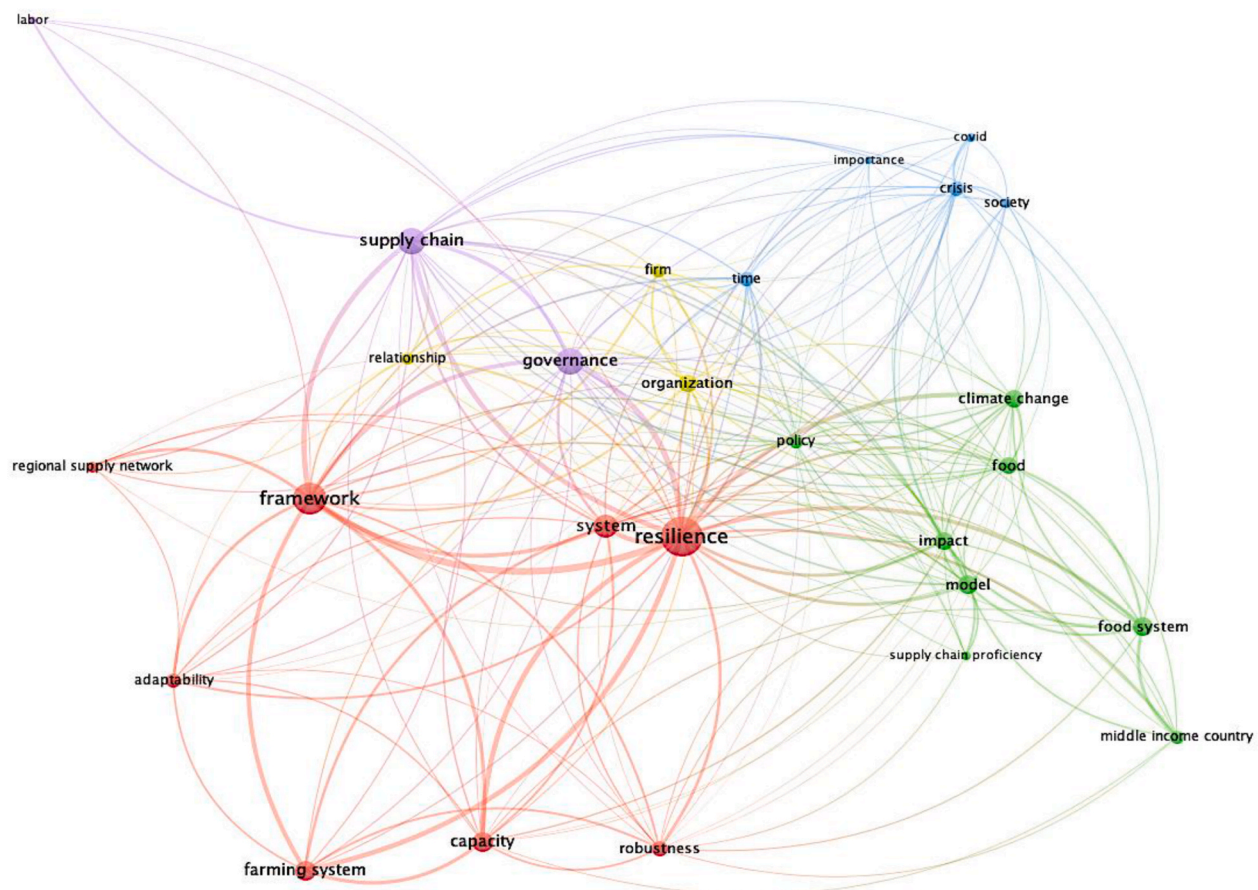 labor
covid
importance
crisis
society
supply chain
firm
time
relationship
governance
organization
climate change
policy
regional supply network
food
framework
system
resilience
impact
model
food system
supply chain proficiency
adaptability
middle income country
capacity
robustness
farming system